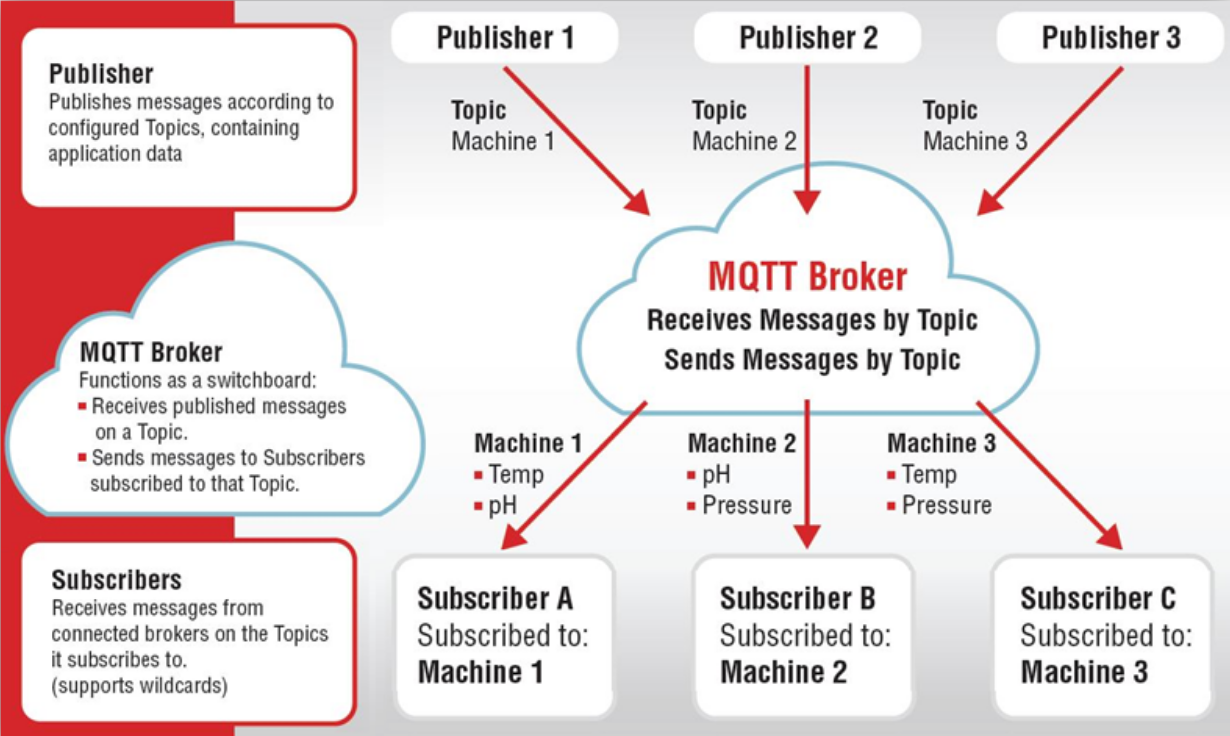 Publisher
Publishes messages according to
configured Topics, containing
application data
MQTT Broker
Functions as a switchboard:
▪ Receives published messages
on a Topic.
▪ Sends messages to Subscribers
subscribed to that Topic.
Subscribers
Receives messages from
connected brokers on the Topics
it subscribes to.
(supports wildcards)
Publisher 1
Publisher 2
Publisher 3
Topic
Machine 1
Topic
Machine 2
Topic
Machine 3
MQTT Broker
Receives Messages by Topic
Sends Messages by Topic
Machine 1
▪ Temp
▪ pH
Machine 2
▪ pH
▪ Pressure
Machine 3
▪ Temp
▪ Pressure
Subscriber A
Subscribed to:
Machine 1
Subscriber B
Subscribed to:
Machine 2
Subscriber C
Subscribed to:
Machine 3